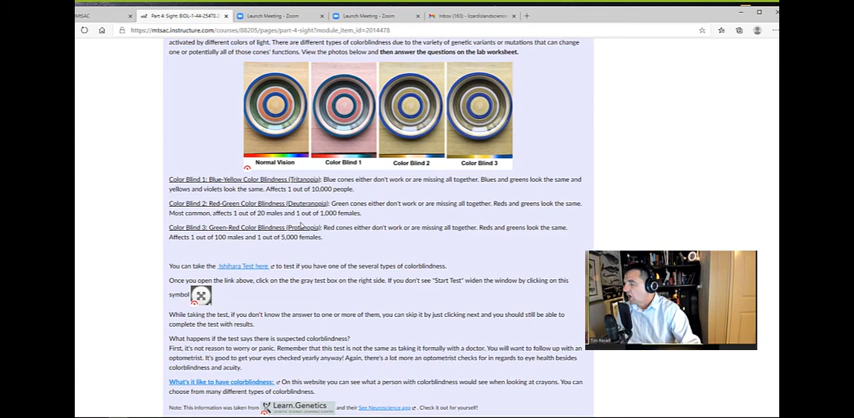 MTSAC
Part 4: Sight: BIOL-1-44-25470.2
Launch Meeting - Zoom
Launch Meeting - Zoom
Inbox (163) - lizardlandscience
https://mtsac.instructure.com/courses/88205/pages/part-4-sight?module_item_id=2014478
activated by different colors of light. There are different types of colorblindness due to the variety of genetic variants or mutations that can change
one or potentially all of those cones' functions. View the photos below and then answer the questions on the lab worksheet.
Normal Vision Color Blind 1 Color Blind 2 Color Blind 3
Color Blind 1: Blue-Yellow Color Blindness (Tritanopia): Blue cones either don't work or are missing all together. Blues and greens look the same and
yellows and violets look the same. Affects 1 out of 10,000 people.
Color Blind 2: Red-Green Color Blindness (Deuteranopia): Green cones either don't work or are missing all together. Reds and greens look the same.
Most common, affects 1 out of 20 males and 1 out of 1,000 females.
Color Blind 3: Green-Red Color Blindness (Protanopia): Red cones either don't work or are missing all together. Reds and greens look the same.
Affects 1 out of 100 males and 1 out of 5,000 females.
You can take the Ishihara Test here to test if you have one of the several types of colorblindness.
Once you open the link above, click on the the gray test box on the right side. If you don't see "Start Test" widen the window by clicking on this
symbol
While taking the test, if you don't know the answer to one or more of them, you can skip it by just clicking next and you should still be able to
complete the test with results.
What happens if the test says there is suspected colorblindness?
First, it's not reason to worry or panic. Remember that this test is not the same as taking it formally with a doctor. You will want to follow up with an
optometrist. It's good to get your eyes checked yearly anyway! Again, there's a lot more an optometrist checks for in regards to eye health besides
colorblindness and acuity.
What's it like to have colorblindness: On this website you can see what a person with colorblindness would see when looking at crayons. You can
choose from many different types of colorblindness.
Note: This information was taken from Learn.Genetics and their See Neuroscience app. Check it out for yourself!